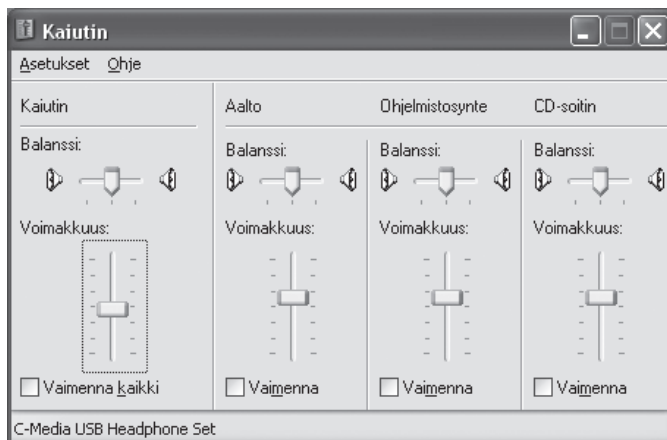 Kaiutin
Asetukset Ohje
Kaiutin Aalto Ohjelmistosynte CD-soitin
Balanssi: Balanssi: Balanssi: Balanssi:
Voimakkuus: Voimakkuus: Voimakkuus: Voimakkuus:
Vaimenna kaikki Vaimenna Vaimenna Vaimenna
C-Media USB Headphone Set